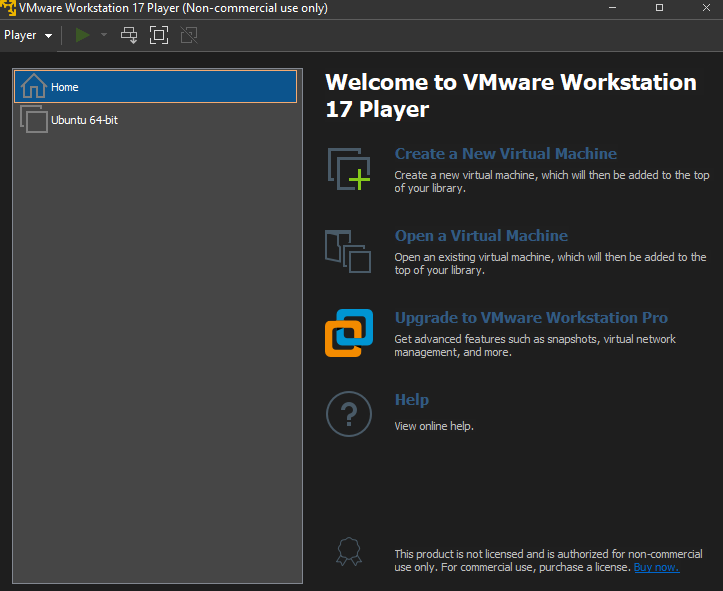 VMware Workstation 17 Player (Non-commercial use only)
Player
Home
Ubuntu 64-bit
Welcome to VMware Workstation
17 Player
Create a New Virtual Machine
Create a new virtual machine, which will then be added to the top
of your library.
Open a Virtual Machine
Open an existing virtual machine, which will then be added to the
top of your library.
Upgrade to VMware Workstation Pro
Get advanced features such as snapshots, virtual network
management, and more.
?
Help
View online help.
This product is not licensed and is authorized for non-commercial
use only. For commercial use, purchase a license. Buy now.